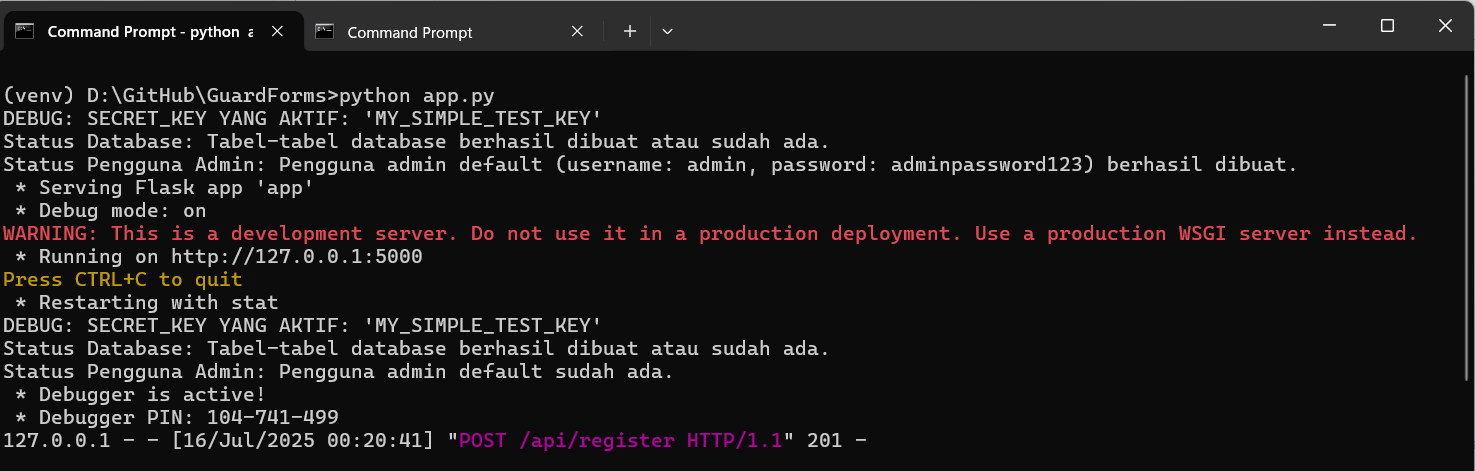 Command Prompt - python a
Command Prompt
(venv) D:\GitHub\GuardForms>python app.py
DEBUG: SECRET_KEY YANG AKTIF: 'MY_SIMPLE_TEST_KEY'
Status Database: Tabel-tabel database berhasil dibuat atau sudah ada.
Status Pengguna Admin: Pengguna admin default (username: admin, password: adminpassword123) berhasil dibuat.
 * Serving Flask app 'app'
 * Debug mode: on
WARNING: This is a development server. Do not use it in a production deployment. Use a production WSGI server instead.
 * Running on http://127.0.0.1:5000
Press CTRL+C to quit
 * Restarting with stat
DEBUG: SECRET_KEY YANG AKTIF: 'MY_SIMPLE_TEST_KEY'
Status Database: Tabel-tabel database berhasil dibuat atau sudah ada.
Status Pengguna Admin: Pengguna admin default sudah ada.
 * Debugger is active!
 * Debugger PIN: 104-741-499
127.0.0.1 - - [16/Jul/2025 00:20:41] "POST /api/register HTTP/1.1" 201 -